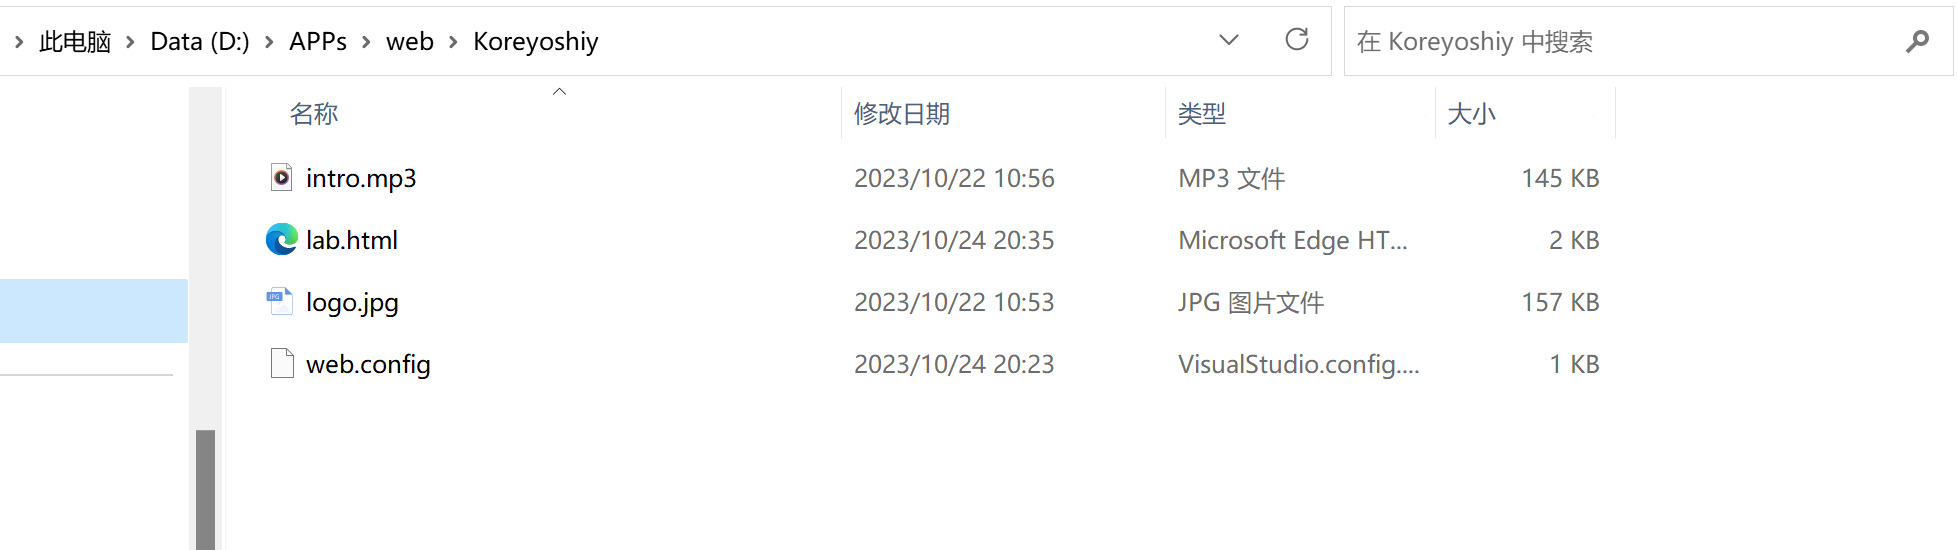 此电脑 > Data (D:) > APPs > web > Koreyoshiy 在 Koreyoshiy 中搜索
名称 修改日期 类型 大小
intro.mp3 2023/10/22 10:56 MP3 文件 145 KB
lab.html 2023/10/24 20:35 Microsoft Edge HT... 2 KB
JPG logo.jpg 2023/10/22 10:53 JPG 图片文件 157 KB
web.config 2023/10/24 20:23 VisualStudio.config.... 1 KB